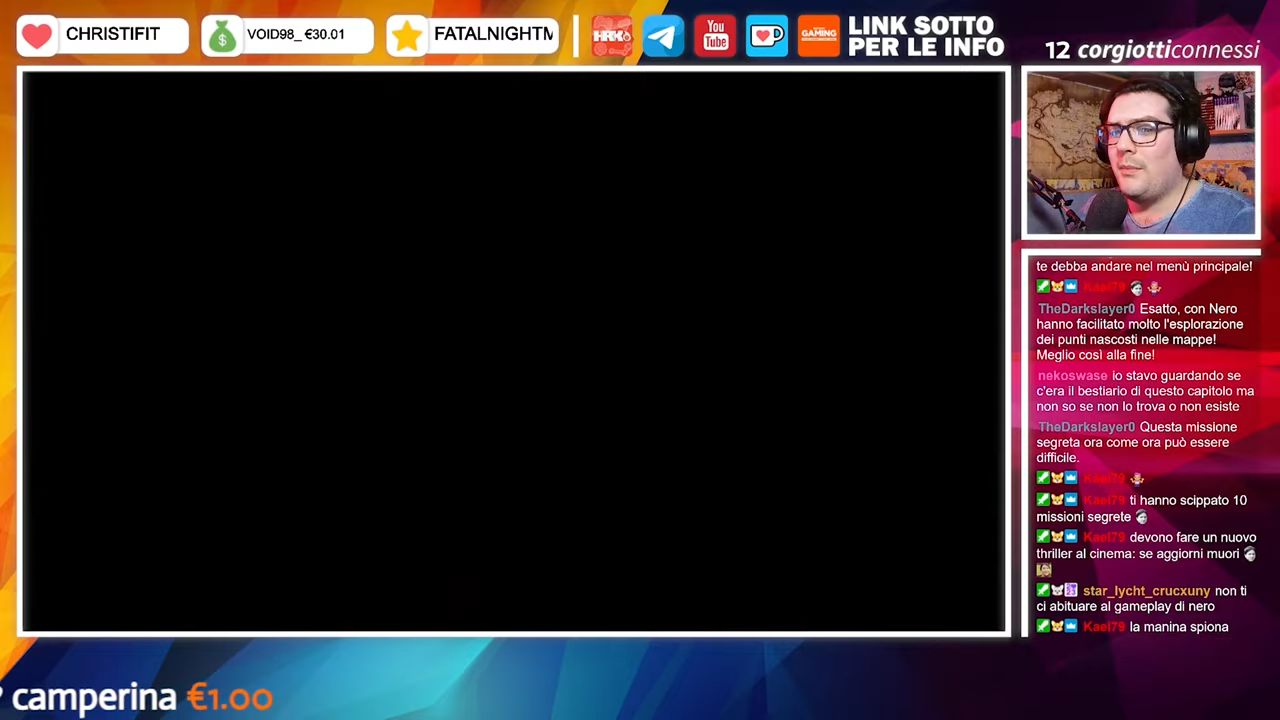 CHRISTIFIT
VOID98_ €30.01
FATALNIGHTM
HRK
You
Tube
GAMING
LINK SOTTO
PER LE INFO
12 corgiotticonnessi
te debba andare nel menù principale!
Kael79
TheDarkslayer0 Esatto, con Nero
hanno facilitato molto l'esplorazione
dei punti nascosti nelle mappe!
Meglio così alla fine!
nekoswase io stavo guardando se
c'era il bestiario di questo capitolo ma
non so se non lo trova o non esiste
TheDarkslayer0 Questa missione
segreta ora come ora può essere
difficile.
Kael79
Kael79 ti hanno scippato 10
missioni segrete
Kael79 devono fare un nuovo
thriller al cinema: se aggiorni muori
star_lycht_crucxuny non ti
ci abituare al gameplay di nero
Kael79 la manina spiona
camperina €1.00